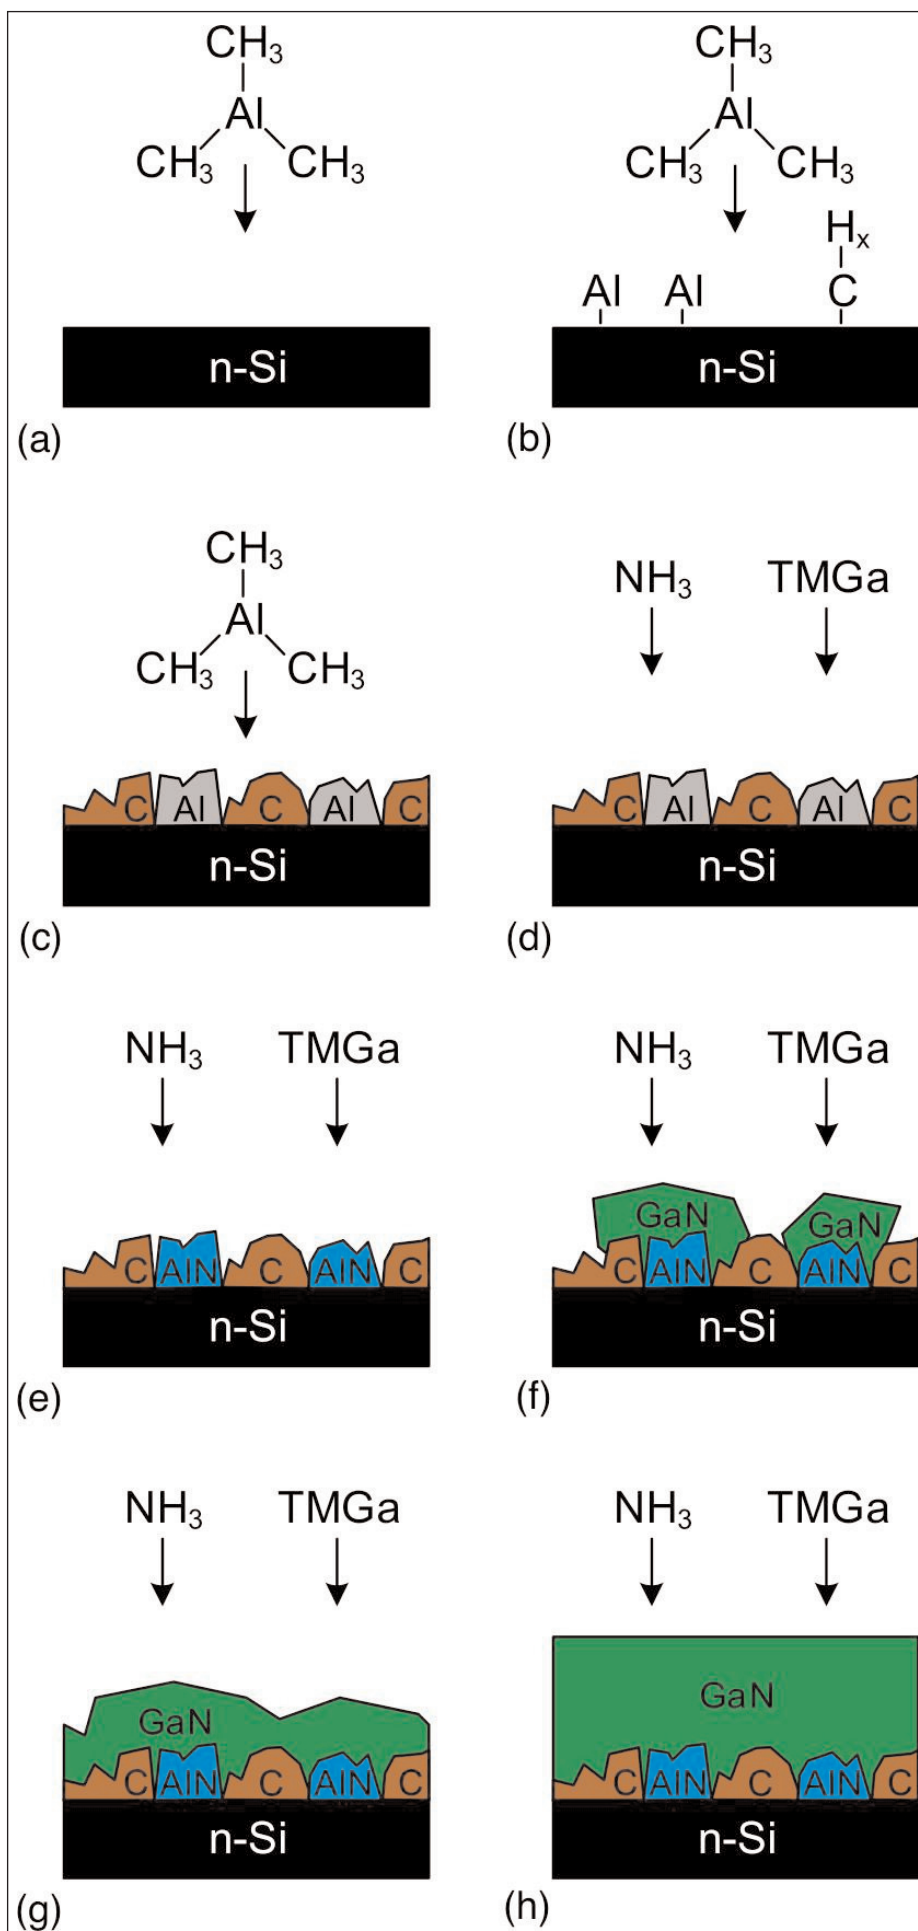 CH₃
Al
CH₃ CH₃
n-Si
(a)
CH₃
Al
CH₃ CH₃
Hₓ
Al Al C
n-Si
(b)
CH₃
Al
CH₃ CH₃
C Al C Al C
n-Si
(c)
NH₃ TMGa
C Al C Al C
n-Si
(d)
NH₃ TMGa
C AlN C AlN C
n-Si
(e)
NH₃ TMGa
GaN GaN
C AlN C AlN C
n-Si
(f)
NH₃ TMGa
GaN
C AlN C AlN C
n-Si
(g)
NH₃ TMGa
GaN
C AlN C AlN C
n-Si
(h)